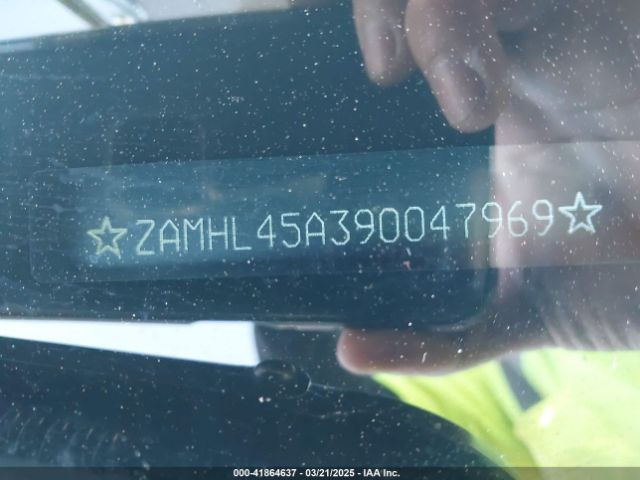 ☆ZAMHL45A390047969☆
000-41864637 - 03/21/2025 - IAA Inc.